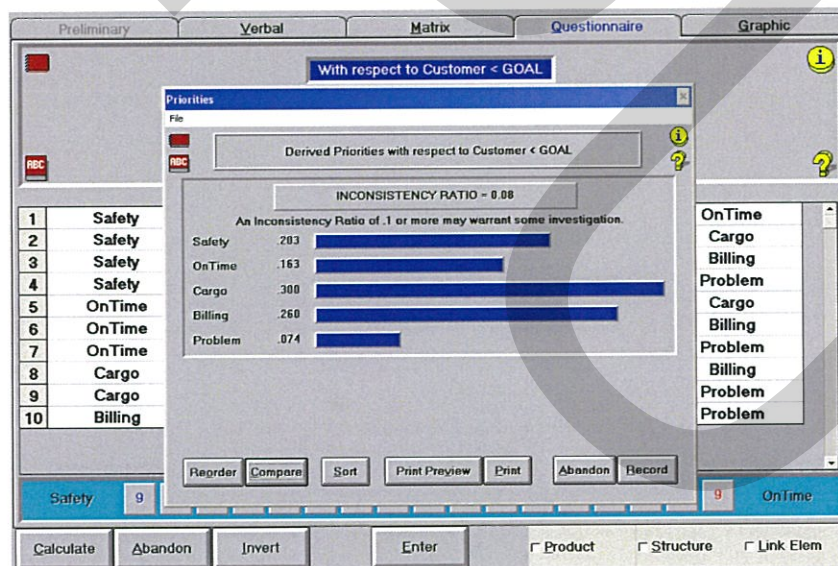 Preliminary Verbal Matrix Questionnaire Graphic
With respect to Customer < GOAL
Priorities
File
ABC
ABC
Derived Priorities with respect to Customer < GOAL
INCONSISTENCY RATIO = 0.08
An Inconsistency Ratio of .1 or more may warrant some investigation.
Safety .203
OnTime .163
Cargo .300
Billing .260
Problem .074
1 Safety OnTime
2 Safety Cargo
3 Safety Billing
4 Safety Problem
5 OnTime Cargo
6 OnTime Billing
7 OnTime Problem
8 Cargo Billing
9 Cargo Problem
10 Billing Problem
Reorder Compare Sort Print Preview Print Abandon Record
Safety 9 9 OnTime
Calculate Abandon Invert Enter Product Structure Link Elem